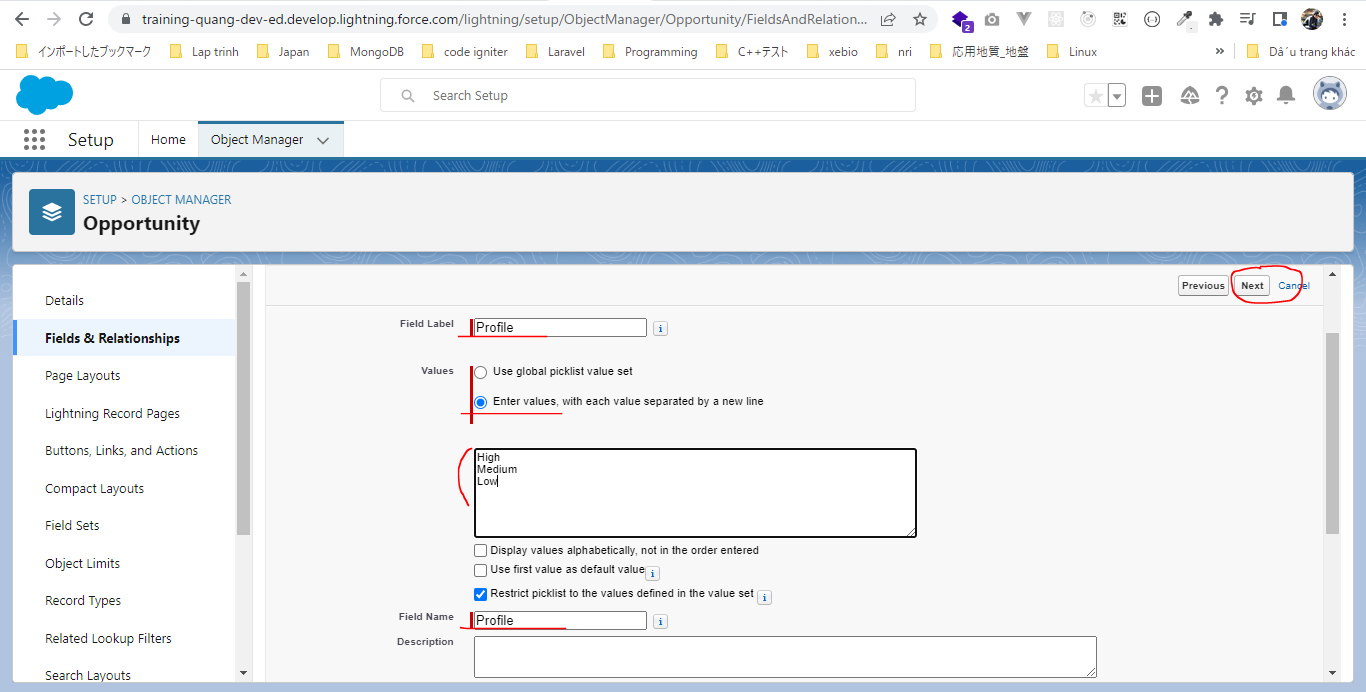 training-quang-dev-ed.develop.lightning.force.com/lightning/setup/ObjectManager/Opportunity/FieldsAndRelation...
2
インポートしたブックマーク Lap trinh Japan MongoDB code igniter Laravel Programming C++テスト xebio nri 応用地質_地盤 Linux » Dấu trang khác
Search Setup
Setup Home Object Manager
SETUP > OBJECT MANAGER
Opportunity
Details
Fields & Relationships
Page Layouts
Lightning Record Pages
Buttons, Links, and Actions
Compact Layouts
Field Sets
Object Limits
Record Types
Related Lookup Filters
Search Layouts
Previous Next Cancel
Field Label Profile i
Values Use global picklist value set
Enter values, with each value separated by a new line
High
Medium
Low
Display values alphabetically, not in the order entered
Use first value as default value i
Restrict picklist to the values defined in the value set i
Field Name Profile i
Description